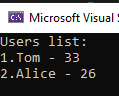 Microsoft Visual S
Users list:
1.Tom - 33
2.Alice - 26